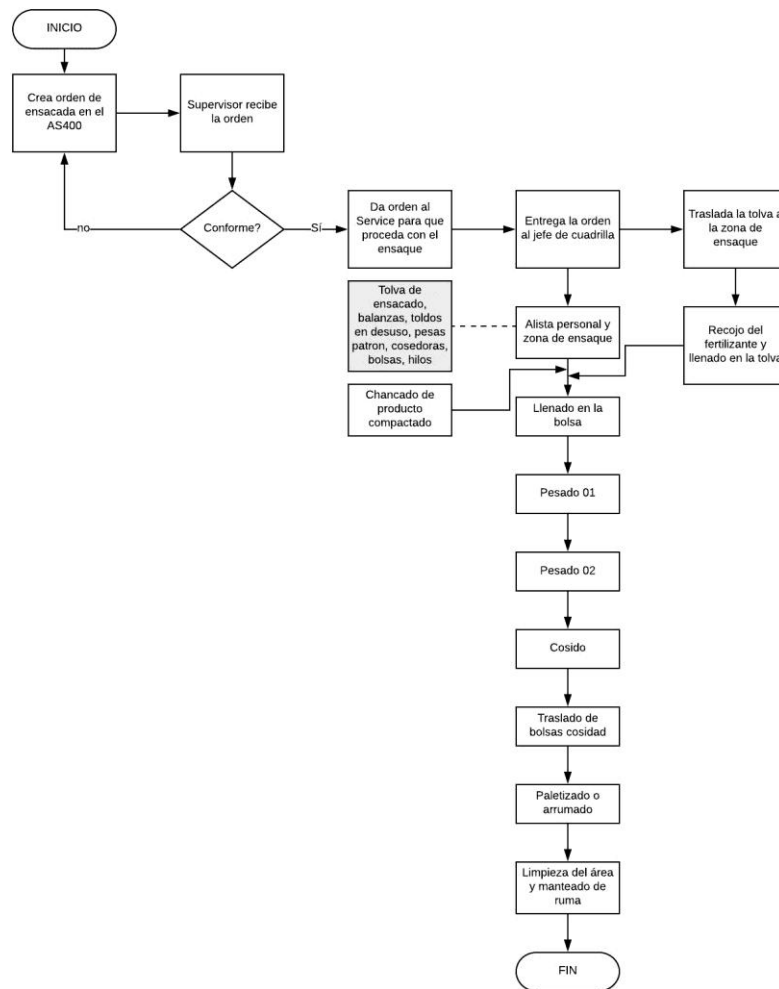 INICIO
Crea orden de
ensacada en el
AS400
Supervisor recibe
la orden
Conforme?
no
Sí
Da orden al
Service para que
proceda con el
ensaque
Entrega la orden
al jefe de cuadrilla
Traslada la tolva a
la zona de
ensaque
Tolva de
ensacado,
balanzas, toldos
en desuso, pesas
patron, cosedoras,
bolsas, hilos
Alista personal y
zona de ensaque
Recojo del
fertilizante y
llenado en la tolva
Chancado de
producto
compactado
Llenado en la
bolsa
Pesado 01
Pesado 02
Cosido
Traslado de
bolsas cosidad
Paletizado o
arrumado
Limpieza del área
y manteado de
ruma
FIN